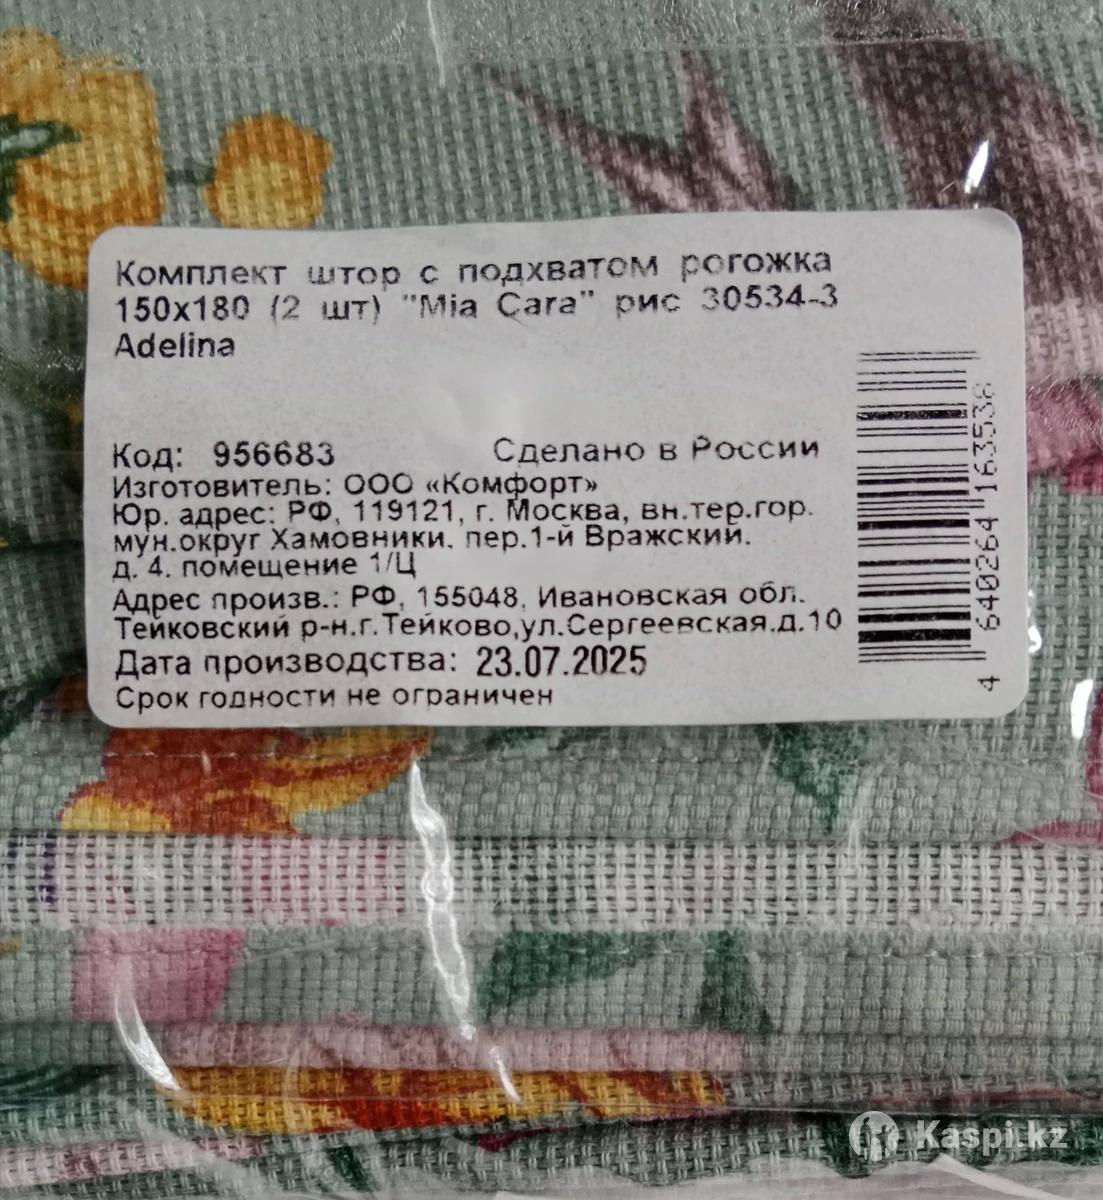 Комплект штор с подхватом рогожка
150х180 (2 шт) "Mia Cara" рис 30534-3
Adelina
Код: 956683 Сделано в России
Изготовитель: ООО «Комфорт»
Юр. адрес: РФ, 119121, г. Москва, вн.тер.гор.
мун.округ Хамовники. пер.1-й Вражский.
д. 4. помещение 1/Ц
Адрес произв.: РФ, 155048, Ивановская обл.
Тейковский р-н.г.Тейково,ул.Сергеевская.д.10
Дата производства: 23.07.2025
Срок годности не ограничен
4 640264 163538
Kaspi.kz